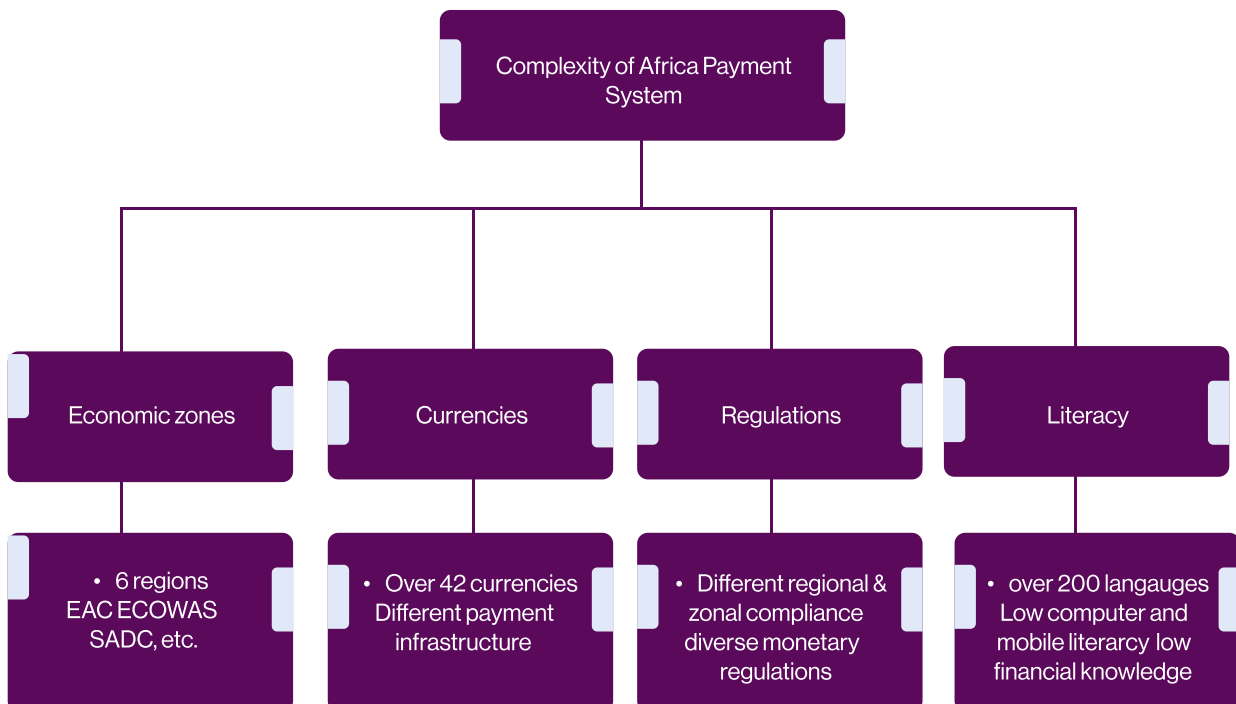 Complexity of Africa Payment
System
Economic zones
Currencies
Regulations
Literacy
• 6 regions
EAC ECOWAS
SADC, etc.
• Over 42 currencies
Different payment
infrastructure
• Different regional &
zonal compliance
diverse monetary
regulations
• over 200 langauges
Low computer and
mobile literarcy low
financial knowledge